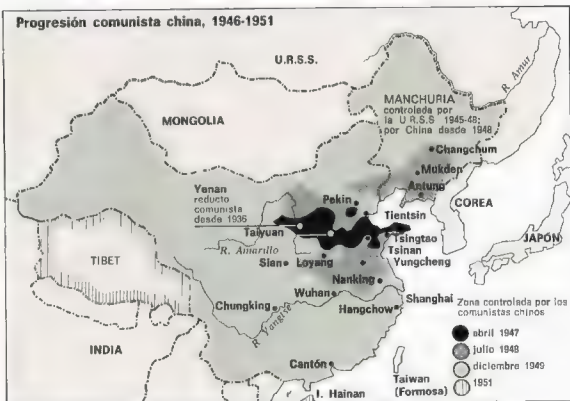 Progresión comunista china, 1946-1951
U.R.S.S.
R. Amur
MONGOLIA
MANCHURIA
controlada por
la U R.S.S 1945-48;
por China desde 1948
Changchum
Mukden
Antung
Yenan
reducto
comunista
desde 1936
Pekin
Tientsin
COREA
JAPÓN
Taiyuan
Tsingtao
Tsinan
Yungcheng
R. Amarillo
TIBET
Sian
Loyang
Nanking
Wuhan
Chungking
R. Yangtse
Hangchow
Shanghai
INDIA
Cantón
Taiwan
(Formosa)
I. Hainan
Zona controlada por los
comunistas chinos
abril 1947
julio 1948
diciembre 1949
1951